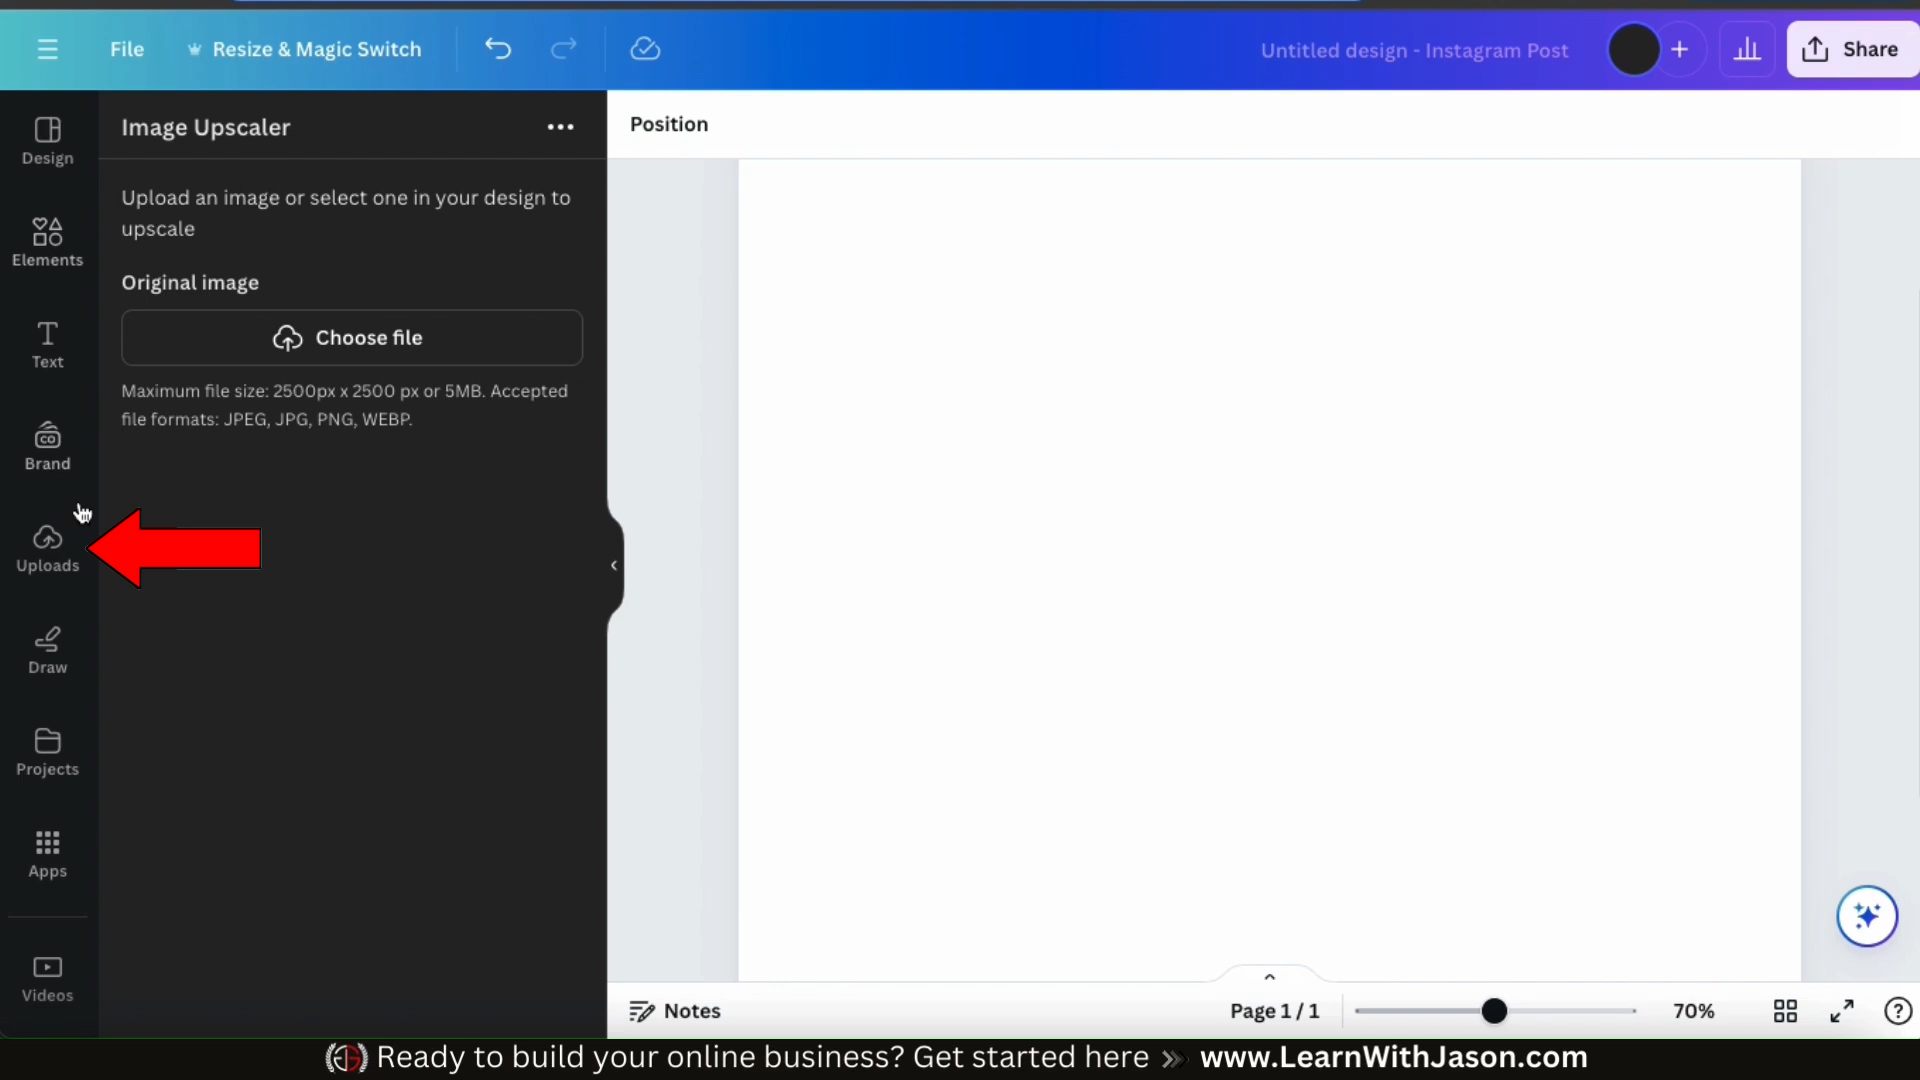 File
Resize & Magic Switch
Untitled design - Instagram Post
Share
Design
Elements
Text
Brand
CO
Uploads
Draw
Projects
Apps
Videos
Image Upscaler
Upload an image or select one in your design to
upscale
Original image
Choose file
Maximum file size: 2500px x 2500 px or 5MB. Accepted
file formats: JPEG, JPG, PNG, WEBP.
Position
Notes
Page 1 / 1
70%
Ready to build your online business? Get started here www.LearnWithJason.com